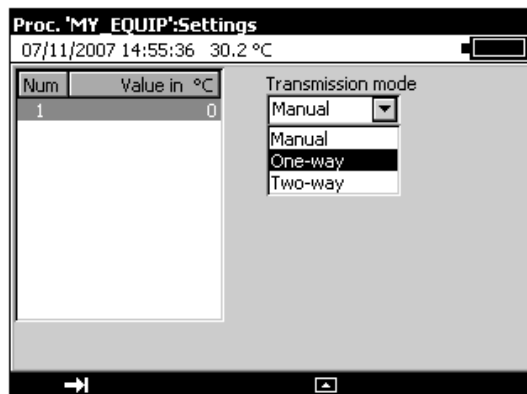 Proc. 'MY_EQUIP':Settings
07/11/2007 14:55:36 30.2 °C
Num Value in °C
1 0
Transmission mode
Manual
Manual
One-way
Two-way